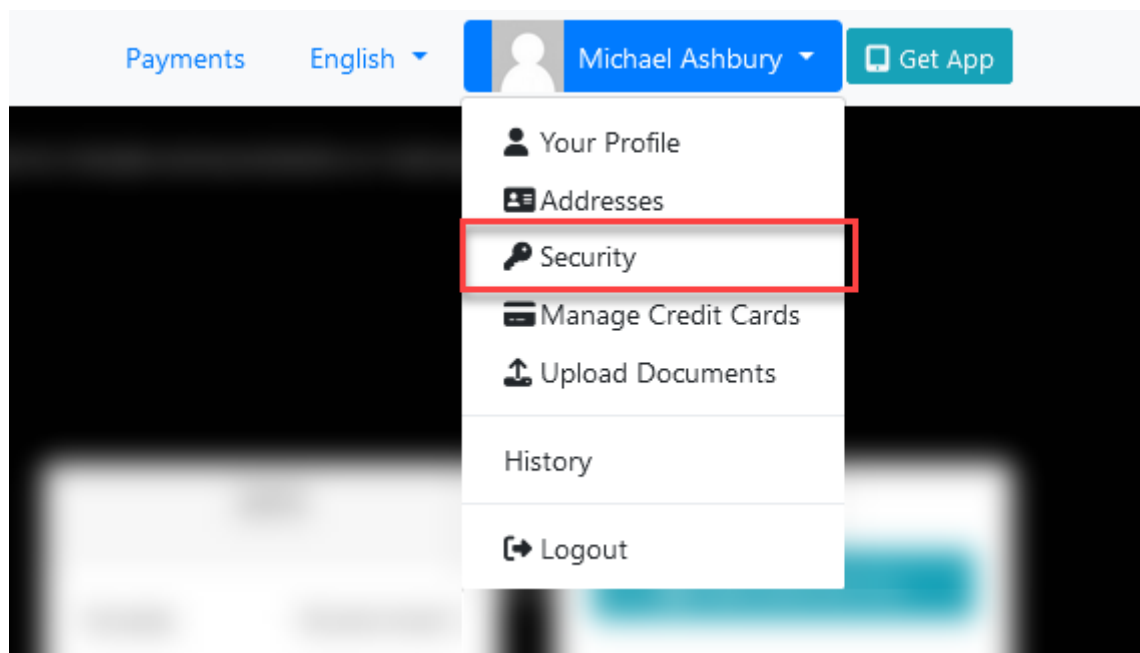 Payments English Michael Ashbury Get App
Your Profile
Addresses
Security
Manage Credit Cards
Upload Documents
History
Logout